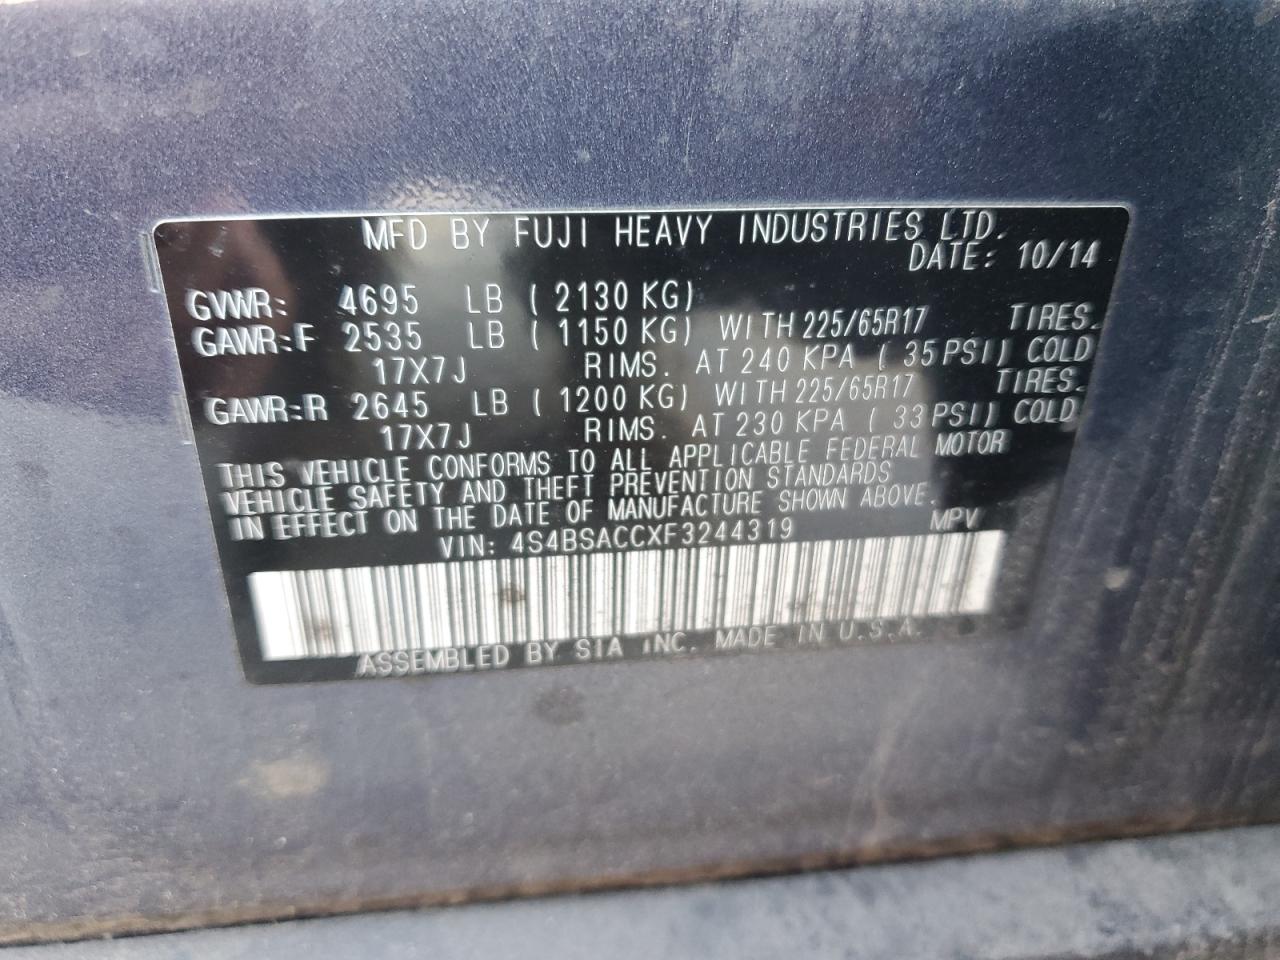 MFD BY FUJI HEAVY INDUSTRIES LTD.
DATE: 10/14
GVWR: 4695 LB ( 2130 KG)
GAWR:F 2535 LB ( 1150 KG) WITH 225/65R17 TIRES.
17X7J RIMS. AT 240 KPA ( 35PSI) COLD
GAWR:R 2645 LB ( 1200 KG) WITH 225/65R17 TIRES.
17X7J RIMS. AT 230 KPA ( 33PSI) COLD
THIS VEHICLE CONFORMS TO ALL APPLICABLE FEDERAL MOTOR
VEHICLE SAFETY AND THEFT PREVENTION STANDARDS
IN EFFECT ON THE DATE OF MANUFACTURE SHOWN ABOVE.
VIN: 4S4BSACCXF3244319 MPV
ASSEMBLED BY SIA INC. MADE IN U.S.A.